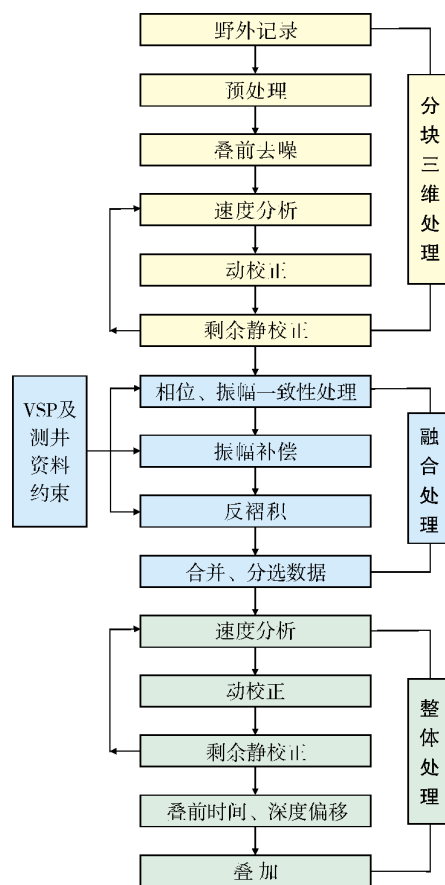 野外记录
预处理
叠前去噪
速度分析
动校正
剩余静校正
分块三维处理
相位、振幅一致性处理
振幅补偿
反褶积
合并、分选数据
VSP及
测井
资料
约束
融合处理
速度分析
动校正
剩余静校正
叠前时间、深度偏移
叠加
整体处理